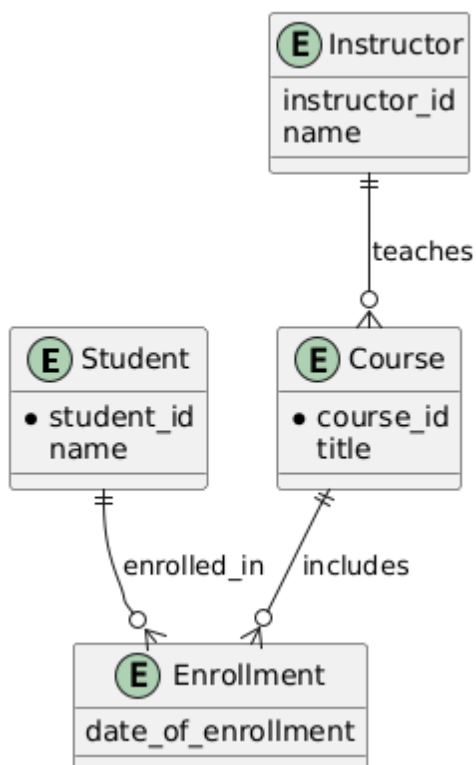 E Instructor
instructor_id
name
teaches
E Student
student_id
name
E Course
course_id
title
enrolled_in
includes
E Enrollment
date_of_enrollment